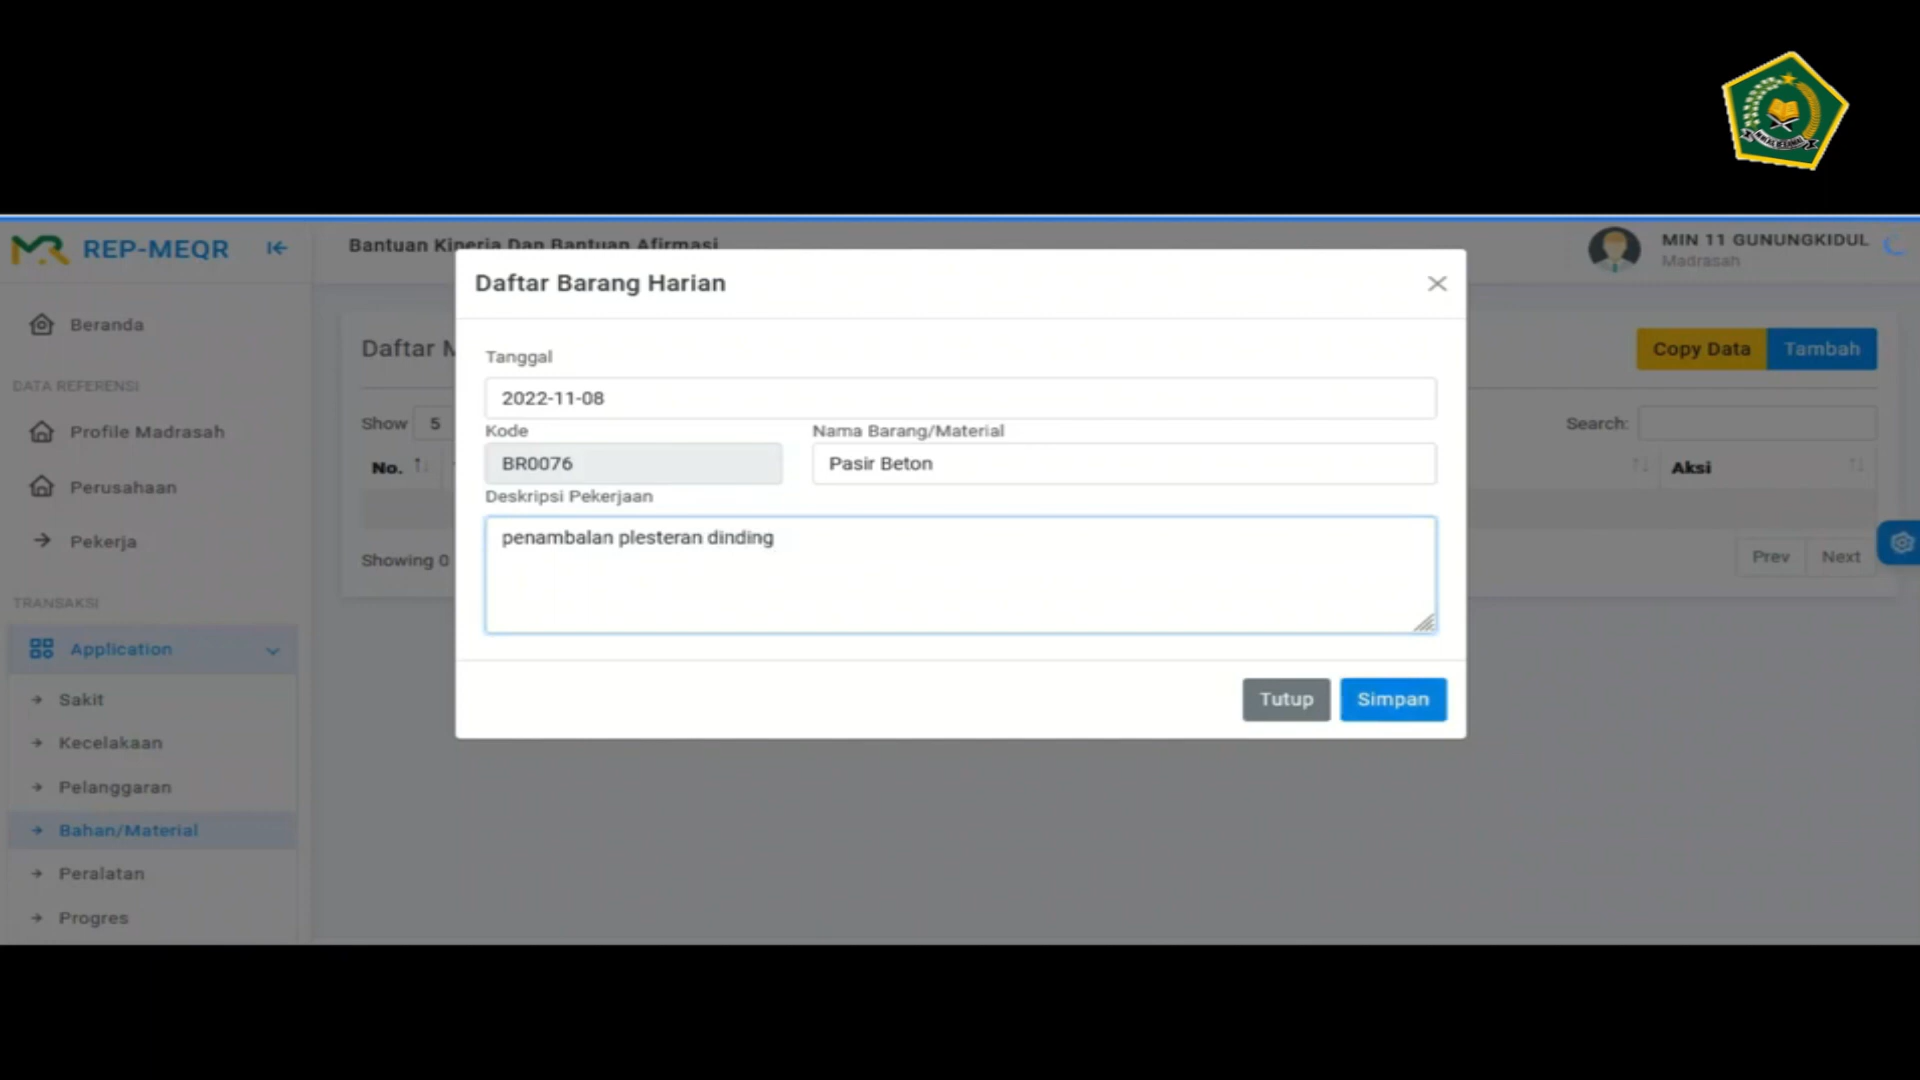 REP-MEQR
Bantuan Kinerja Dan Bantuan Afirmasi
MIN 11 GUNUNGKIDUL
Madrasah
Beranda
DATA REFERENSI
Profile Madrasah
Perusahaan
Pekerja
TRANSAKSI
Application
Sakit
Kecelakaan
Pelanggaran
Bahan/Material
Peralatan
Progres
Daftar M
Copy Data
Tambah
Show 5
Search:
No.
Aksi
Showing 0
Prev
Next
Daftar Barang Harian
Tanggal
2022-11-08
Kode
Nama Barang/Material
BR0076
Pasir Beton
Deskripsi Pekerjaan
penambalan plesteran dinding
Tutup
Simpan